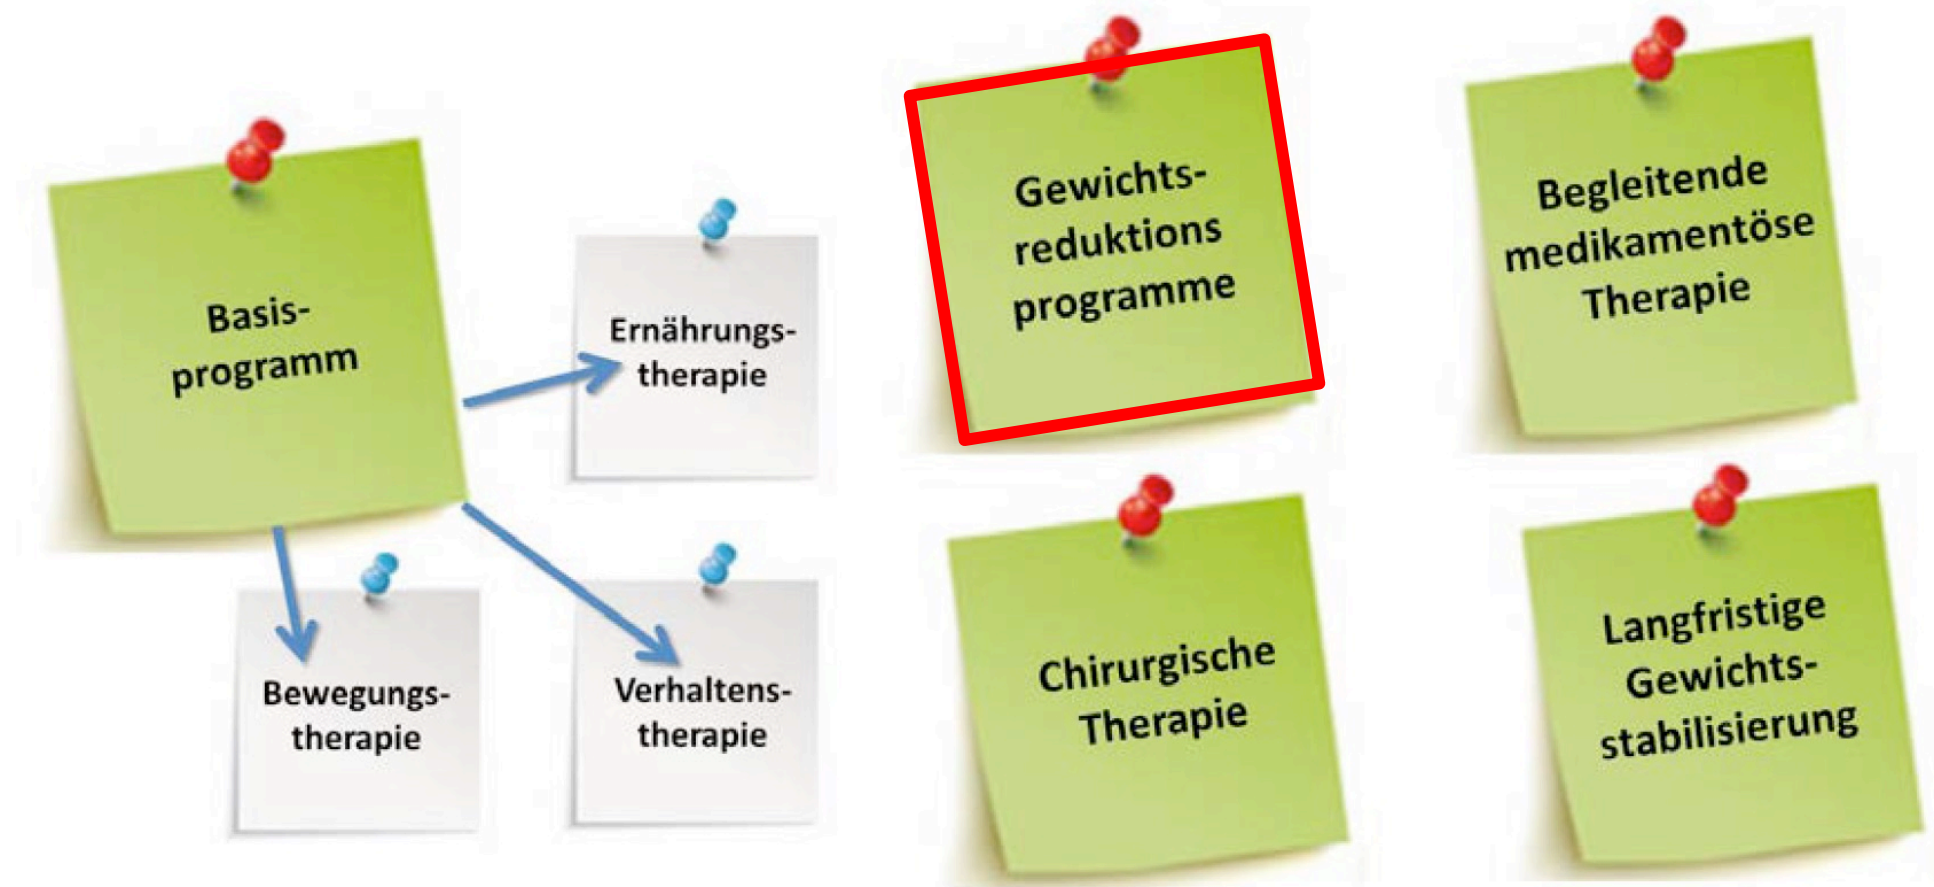 Basis-
programm
Ernährungs-
therapie
Bewegungs-
therapie
Verhaltens-
therapie
Gewichts-
reduktions
programme
Begleitende
medikamentöse
Therapie
Chirurgische
Therapie
Langfristige
Gewichts-
stabilisierung